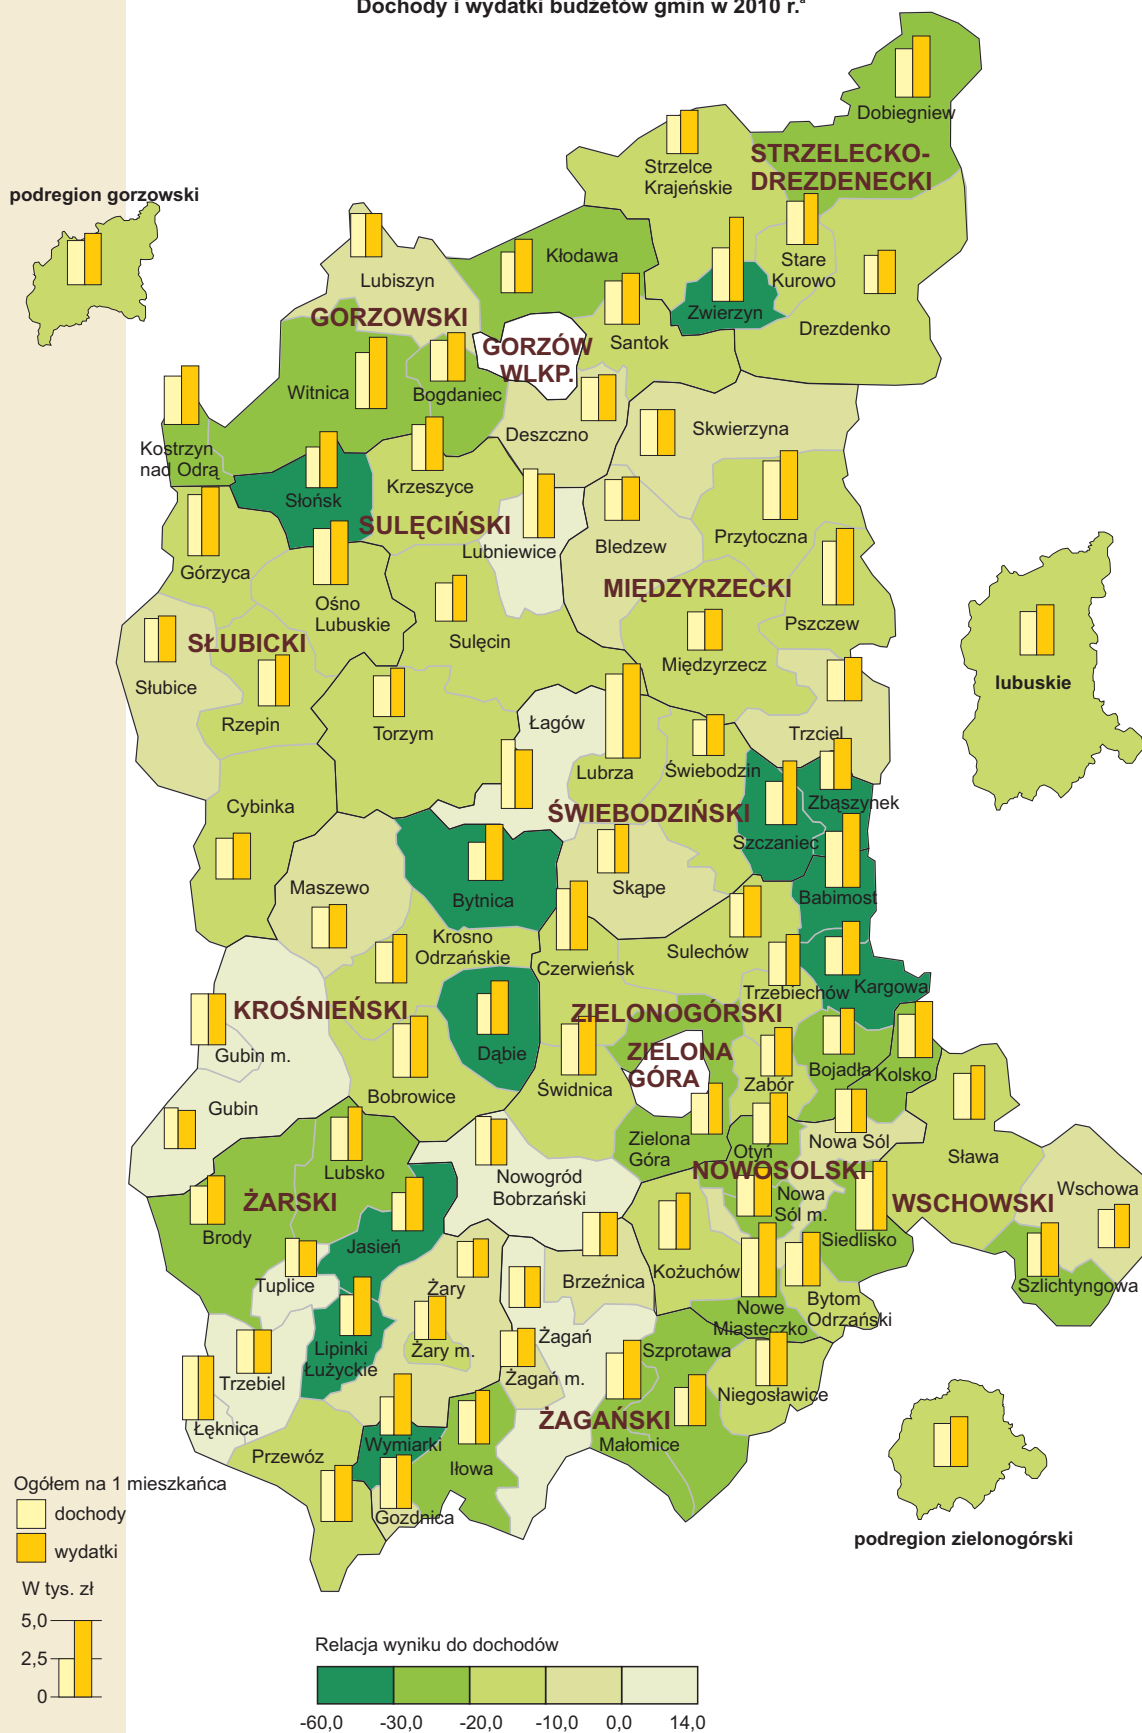 Dochody i wydatki budżetów gmin w 2010 r.ª
Dobiegniew
STRZELECKO-
DREZDENECKI
Strzelce
Krajeńskie
podregion gorzowski
Kłodawa
Stare
Kurowo
Lubiszyn
Zwierzyn
GORZOWSKI
Drezdenko
Santok
GORZÓW
WLKP.
Witnica
Bogdaniec
Skwierzyna
Deszczno
Kostrzyn
nad Odrą
Krzeszyce
Słońsk
SULĘCIŃSKI
Przytoczna
Lubniewice
Bledzew
Górzyca
MIĘDZYRZECKI
Ośno
Lubuskie
Pszczew
SŁUBICKI
Sulęcin
Międzyrzecz
Słubice
lubuskie
Rzepin
Torzym
Łagów
Trzciel
Lubrza
Świebodzin
Cybinka
Zbąszynek
ŚWIEBODZIŃSKI
Szczaniec
Maszewo
Skąpe
Bytnica
Babimost
Krosno
Odrzańskie
Sulechów
Czerwieńsk
Trzebiechów
Kargowa
KROŚNIEŃSKI
ZIELONOGÓRSKI
Gubin m.
Dąbie
ZIELONA
GÓRA
Bojadła
Kolsko
Zabór
Świdnica
Bobrowice
Gubin
Zielona
Góra
Otyń
Nowa Sól
Sława
Lubsko
NOWOSOLSKI
Nowogród
Bobrzański
Wschowa
ŻARSKI
Nowa
Sól m.
WSCHOWSKI
Brody
Jasień
Siedlisko
Kożuchów
Tuplice
Żary
Brzeźnica
Szlichtyngowa
Nowe
Miasteczko
Bytom
Odrzański
Lipinki
Łużyckie
Żary m.
Żagań
Szprotawa
Trzebiel
Żagań m.
Niegosławice
Łęknica
ŻAGAŃSKI
Przewóz
Wymiarki
Małomice
Iłowa
Gozdnica
podregion zielonogórski
Ogółem na 1 mieszkańca
dochody
wydatki
W tys. zł
5,0
2,5
0
Relacja wyniku do dochodów
-60,0 -30,0 -20,0 -10,0 0,0 14,0